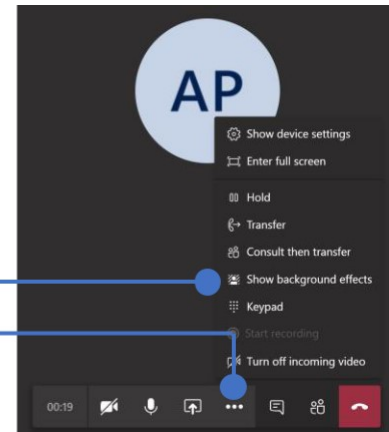 AP
Show device settings
Enter full screen
Hold
Transfer
Consult then transfer
Show background effects
Keypad
Start recording
Turn off incoming video
00:19